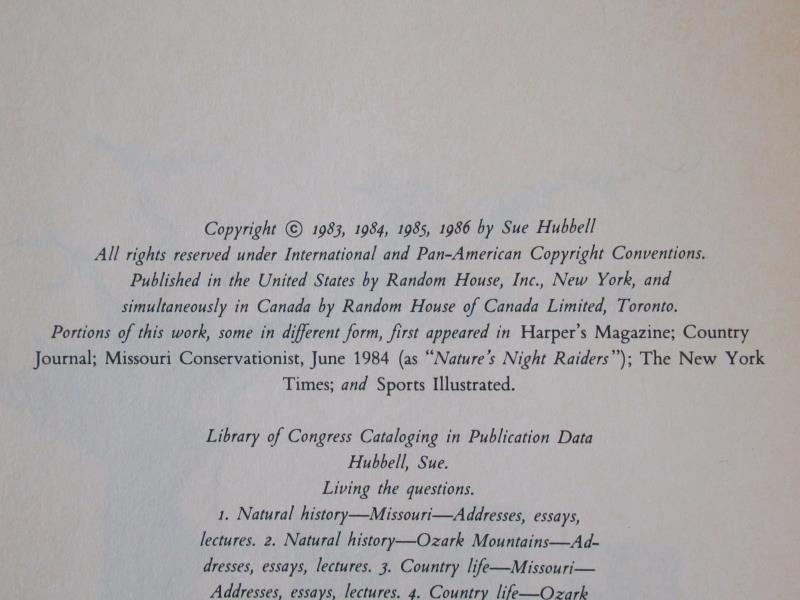 Copyright © 1983, 1984, 1985, 1986 by Sue Hubbell
All rights reserved under International and Pan-American Copyright Conventions.
Published in the United States by Random House, Inc., New York, and
simultaneously in Canada by Random House of Canada Limited, Toronto.
Portions of this work, some in different form, first appeared in Harper's Magazine; Country
Journal; Missouri Conservationist, June 1984 (as "Nature's Night Raiders"); The New York
Times; and Sports Illustrated.
Library of Congress Cataloging in Publication Data
Hubbell, Sue.
Living the questions.
1. Natural history—Missouri—Addresses, essays,
lectures. 2. Natural history—Ozark Mountains—Ad-
dresses, essays, lectures. 3. Country life—Missouri—
Addresses, essays, lectures. 4. Country life—Ozark